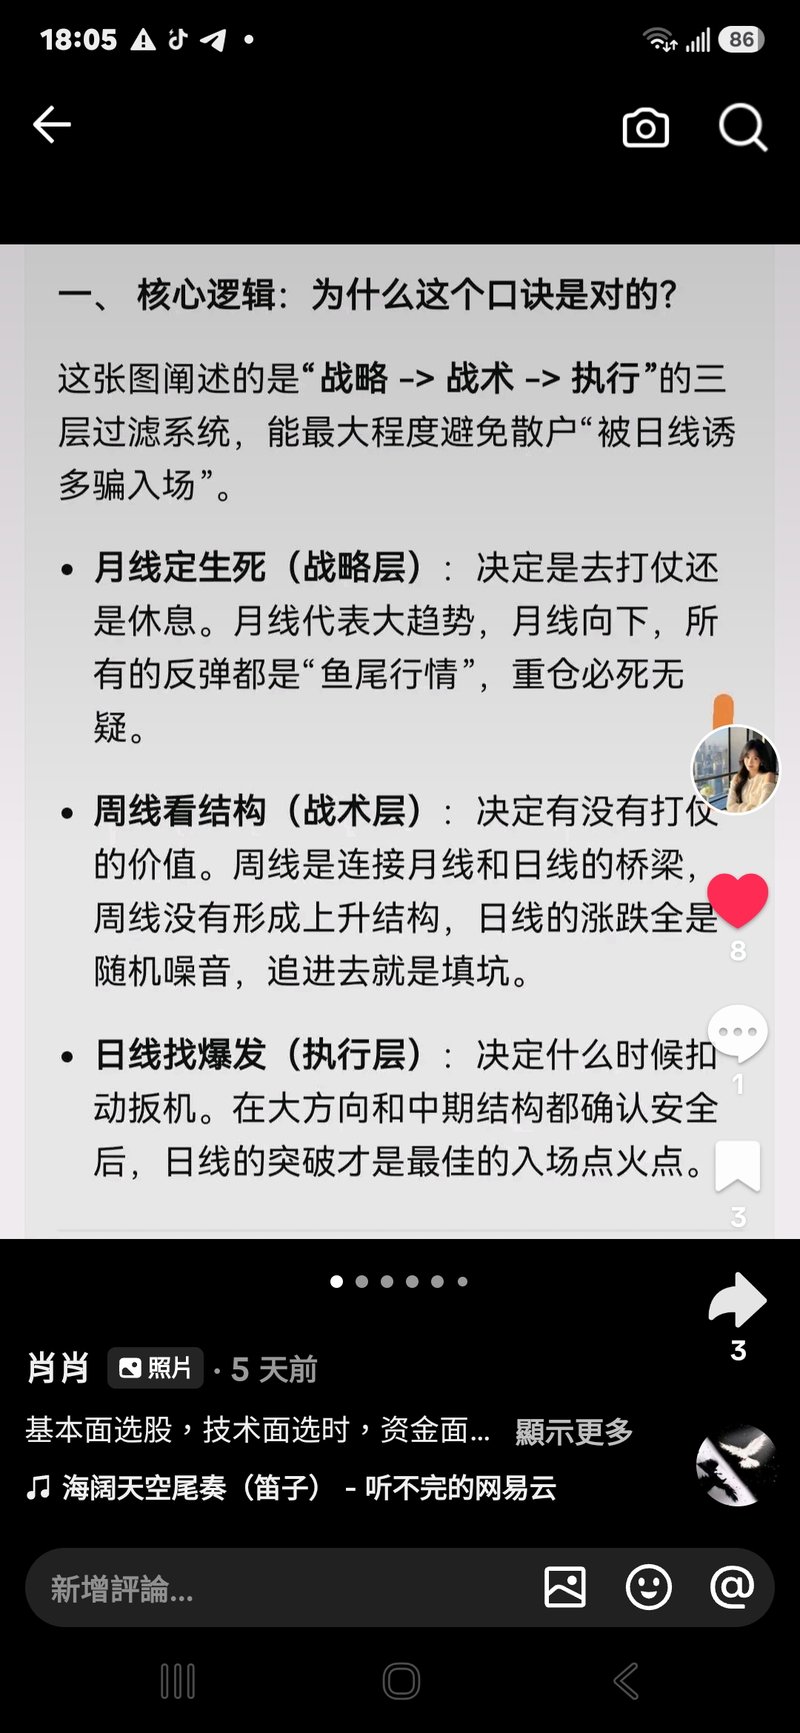 18:05
86
一、 核心逻辑：为什么这个口诀是对的？
这张图阐述的是“战略 -> 战术 -> 执行”的三
层过滤系统，能最大程度避免散户“被日线诱
多骗入场”。
• 月线定生死（战略层）：决定是去打仗还
是休息。月线代表大趋势，月线向下，所
有的反弹都是“鱼尾行情”，重仓必死无
疑。
• 周线看结构（战术层）：决定有没有打仗
的价值。周线是连接月线和日线的桥梁，
周线没有形成上升结构，日线的涨跌全是
随机噪音，追进去就是填坑。
8
• 日线找爆发（执行层）：决定什么时候扣
动扳机。在大方向和中期结构都确认安全
后，日线的突破才是最佳的入场点火点。
1
3
3
肖肖 照片 · 5 天前
基本面选股，技术面选时，资金面... 顯示更多
海阔天空尾奏（笛子） - 听不完的网易云
新增評論...